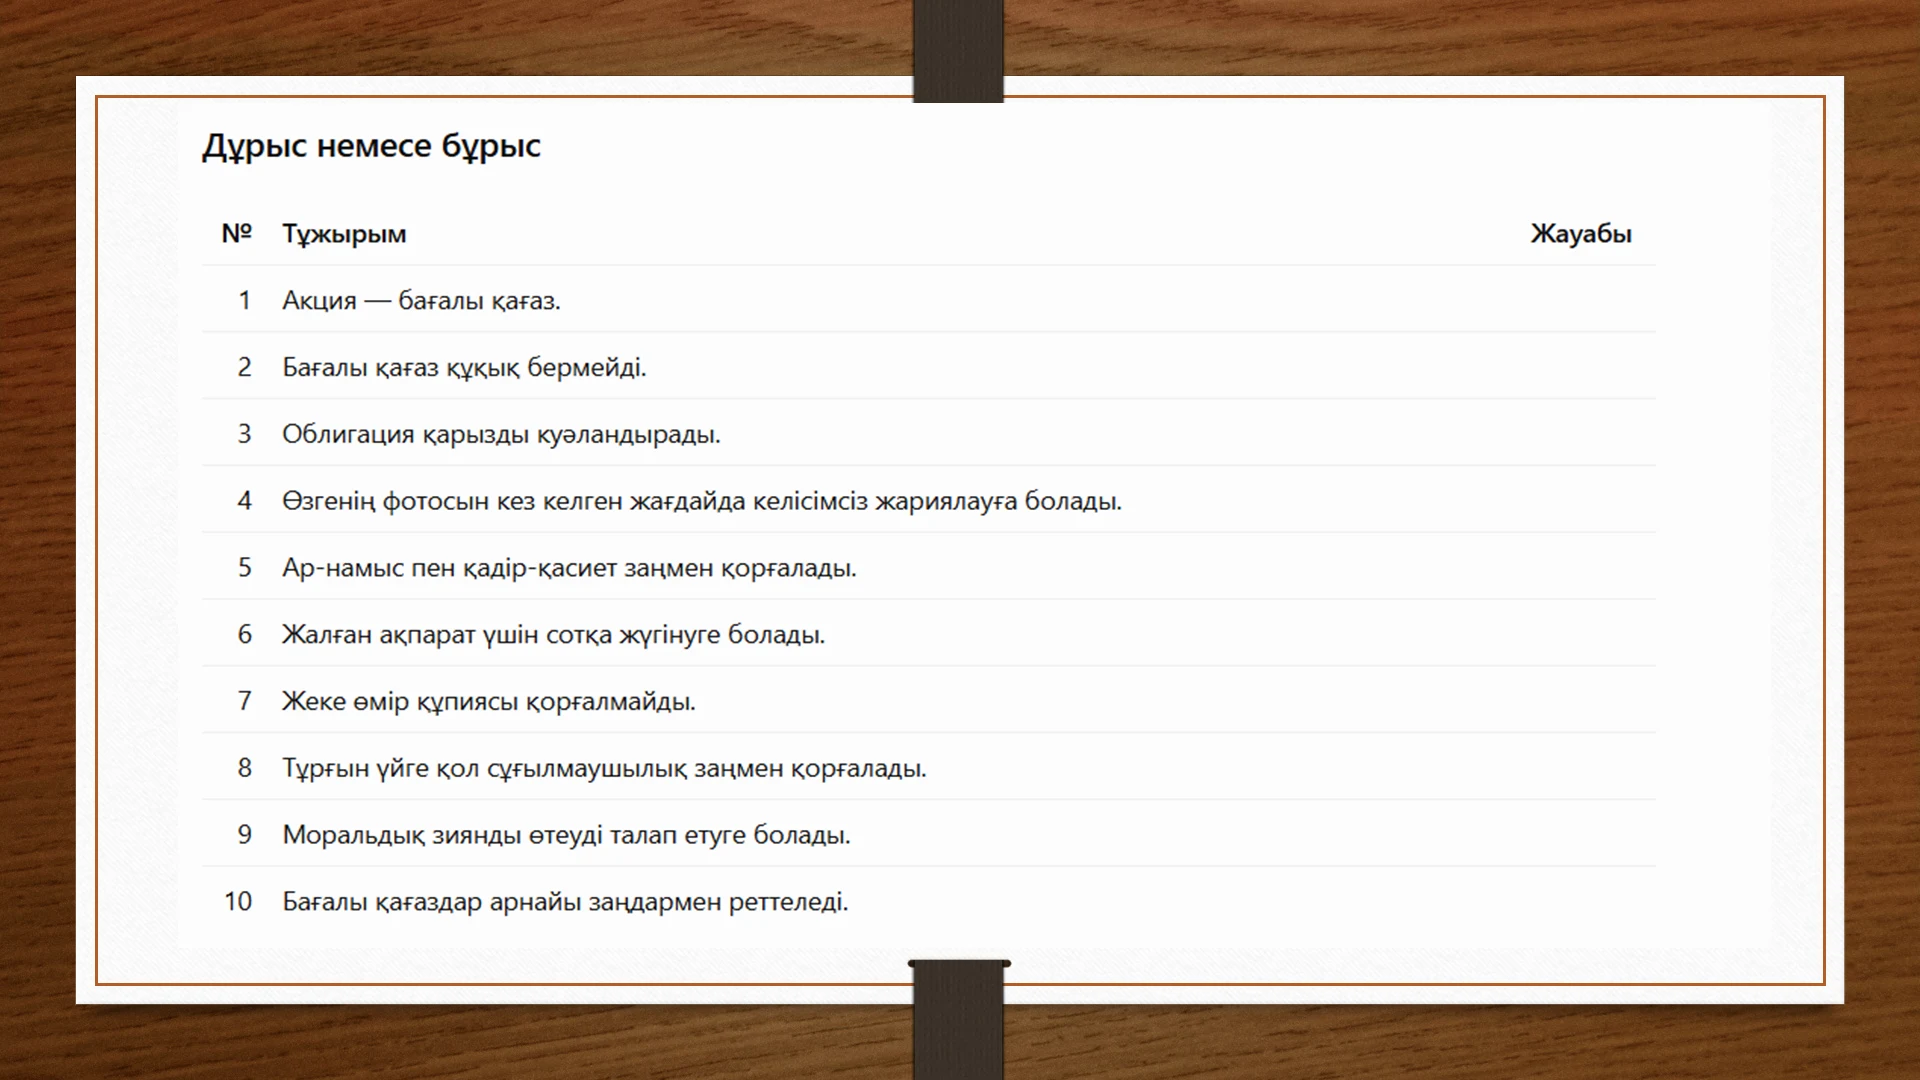 Дұрыс немесе бұрыс
№ Тұжырым Жауабы
1 Акция — бағалы қағаз.
2 Бағалы қағаз құқық бермейді.
3 Облигация қарызды куәландырады.
4 Өзгенің фотосын кез келген жағдайда келісімсіз жариялауға болады.
5 Ар-намыс пен қадір-қасиет заңмен қорғалады.
6 Жалған ақпарат үшін сотқа жүгінуге болады.
7 Жеке өмір құпиясы қорғалмайды.
8 Тұрғын үйге қол сұғылмаушылық заңмен қорғалады.
9 Моральдық зиянды өтеуді талап етуге болады.
10 Бағалы қағаздар арнайы заңдармен реттеледі.